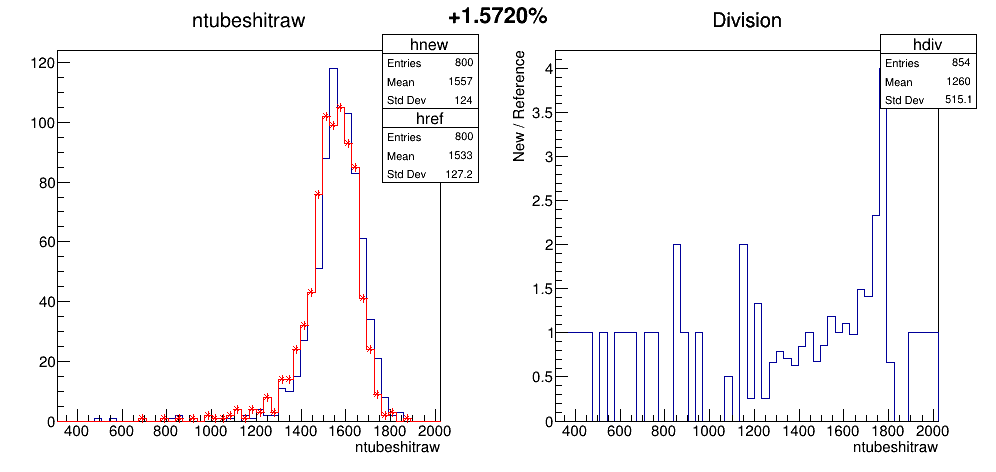 +1.5720%
ntubeshitraw
hnew
Entries 800
Mean 1557
Std Dev 124
href
Entries 800
Mean 1533
Std Dev 127.2
120
100
80
60
40
20
0
400 600 800 1000 1200 1400 1600 1800 2000
ntubeshitraw
Division
hdiv
Entries 854
Mean 1260
Std Dev 515.1
New / Reference
4
3.5
3
2.5
2
1.5
1
0.5
0
400 600 800 1000 1200 1400 1600 1800 2000
ntubeshitraw